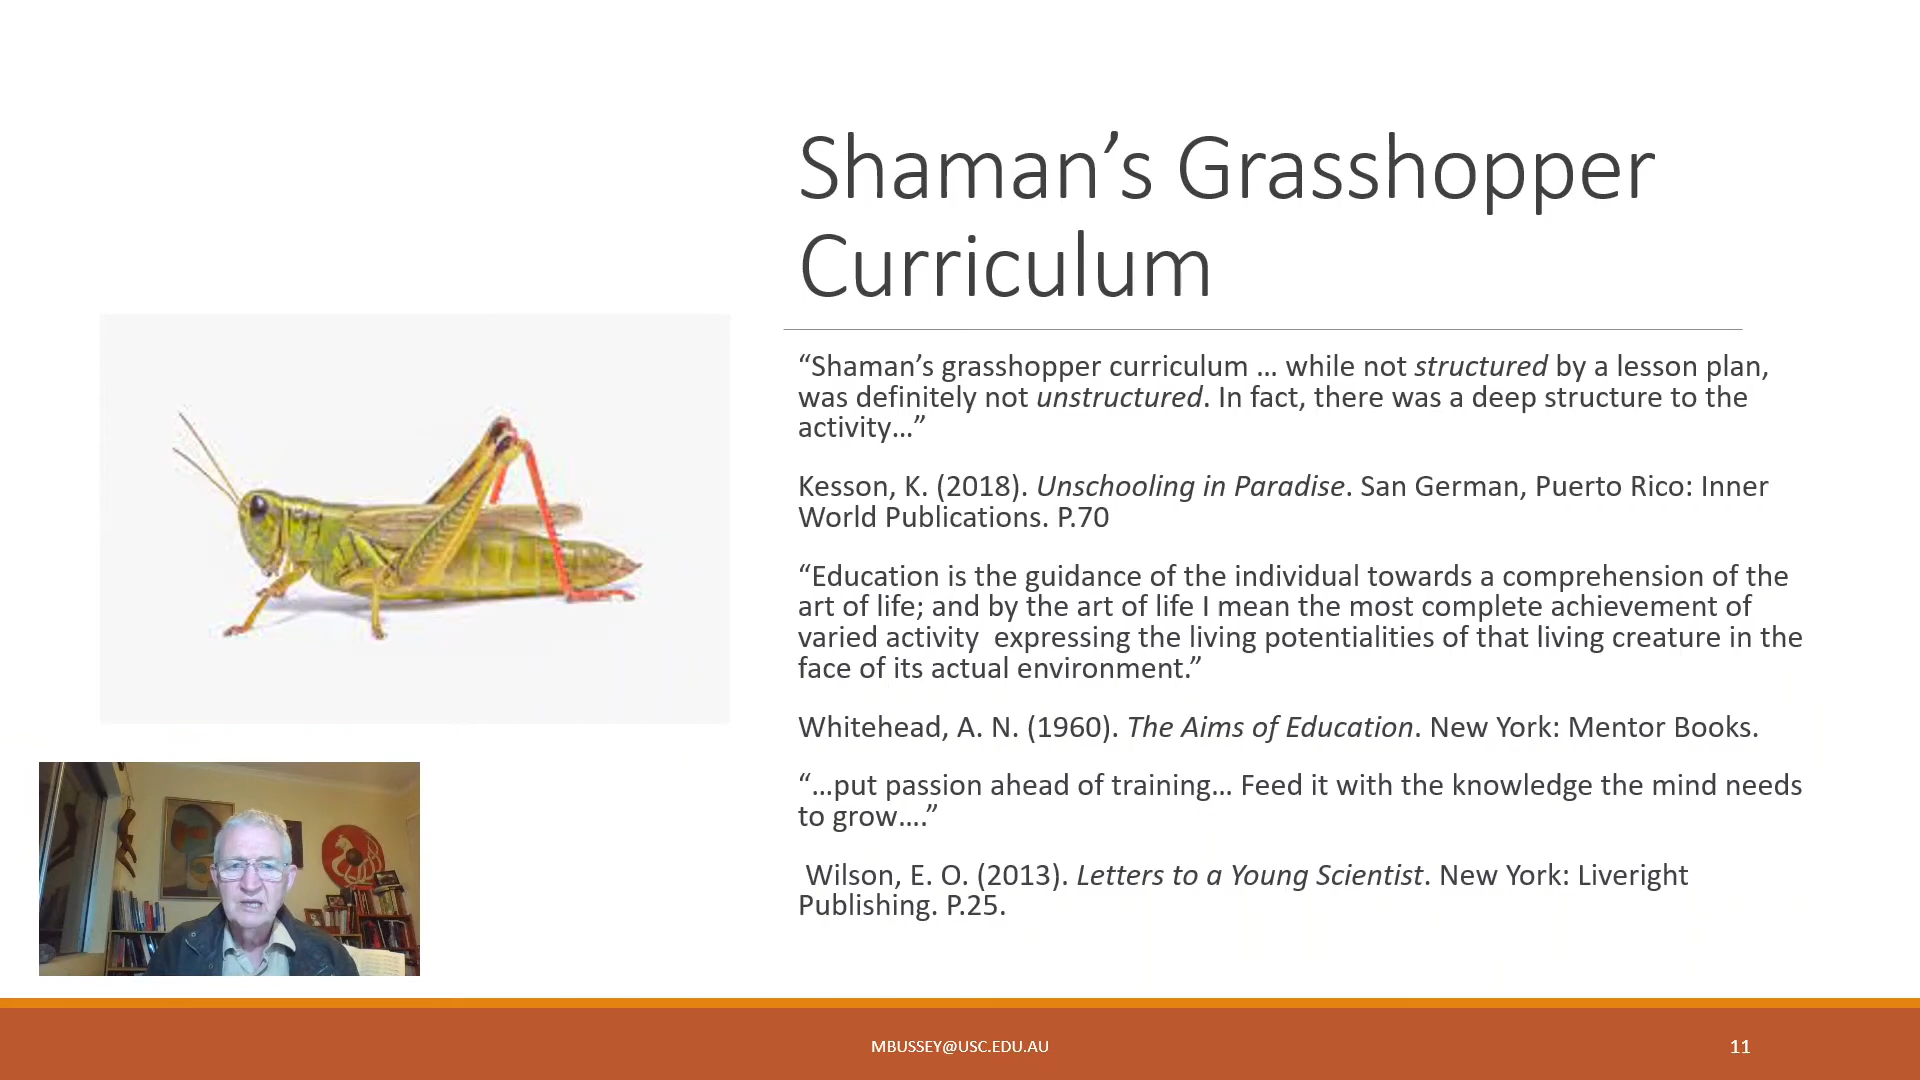 Shaman’s Grasshopper
Curriculum
“Shaman’s grasshopper curriculum … while not structured by a lesson plan,
was definitely not unstructured. In fact, there was a deep structure to the
activity…”
Kesson, K. (2018). Unschooling in Paradise. San German, Puerto Rico: Inner
World Publications. P.70
“Education is the guidance of the individual towards a comprehension of the
art of life; and by the art of life I mean the most complete achievement of
varied activity  expressing the living potentialities of that living creature in the
face of its actual environment.”
Whitehead, A. N. (1960). The Aims of Education. New York: Mentor Books.
“…put passion ahead of training… Feed it with the knowledge the mind needs
to grow….”
Wilson, E. O. (2013). Letters to a Young Scientist. New York: Liveright
Publishing. P.25.
MBUSSEY@USC.EDU.AU
11